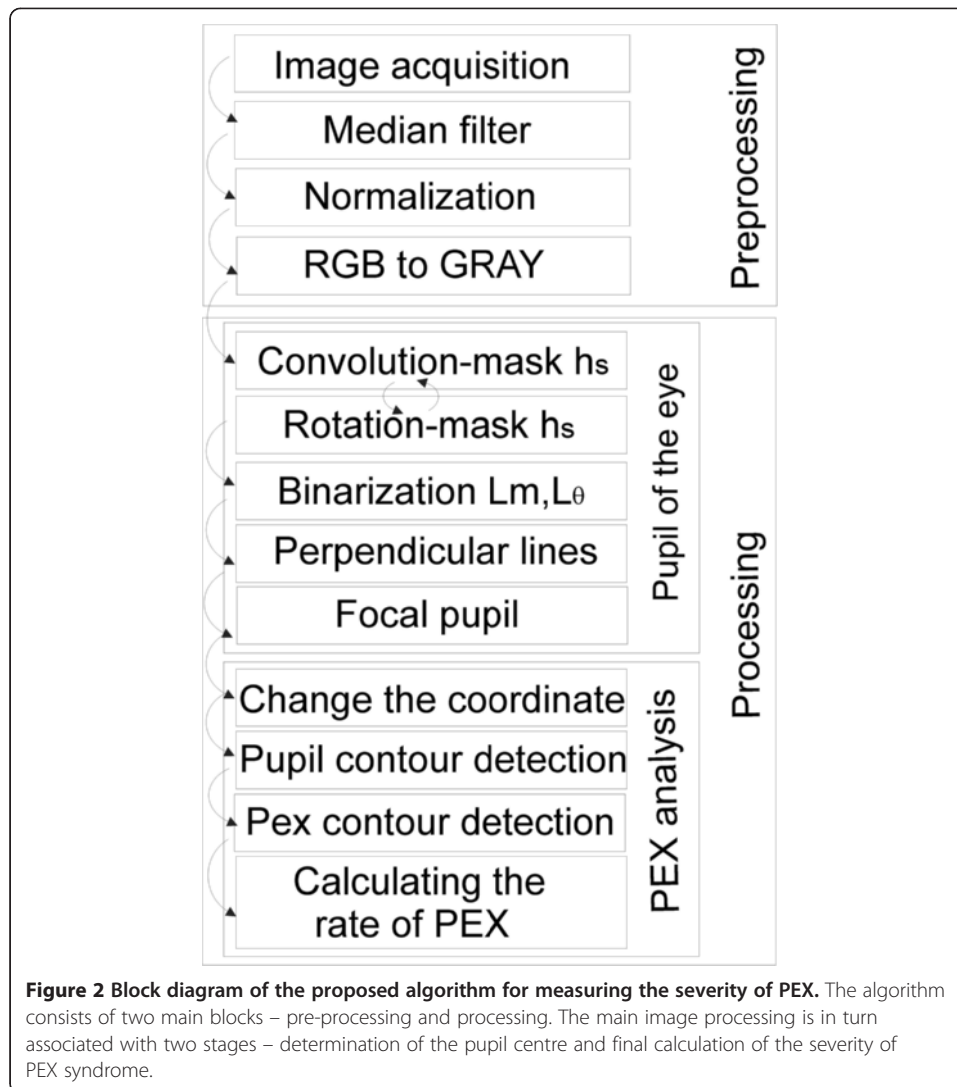 Image acquisition
Median filter
Normalization
RGB to GRAY
Preprocessing
Convolution-mask hs
Rotation-mask hs
Binarization Lm,Lθ
Perpendicular lines
Focal pupil
Pupil of the eye
Change the coordinate
Pupil contour detection
Pex contour detection
Calculating the
rate of PEX
PEX analysis
Processing
Figure 2 Block diagram of the proposed algorithm for measuring the severity of PEX. The algorithm
consists of two main blocks – pre-processing and processing. The main image processing is in turn
associated with two stages – determination of the pupil centre and final calculation of the severity of
PEX syndrome.